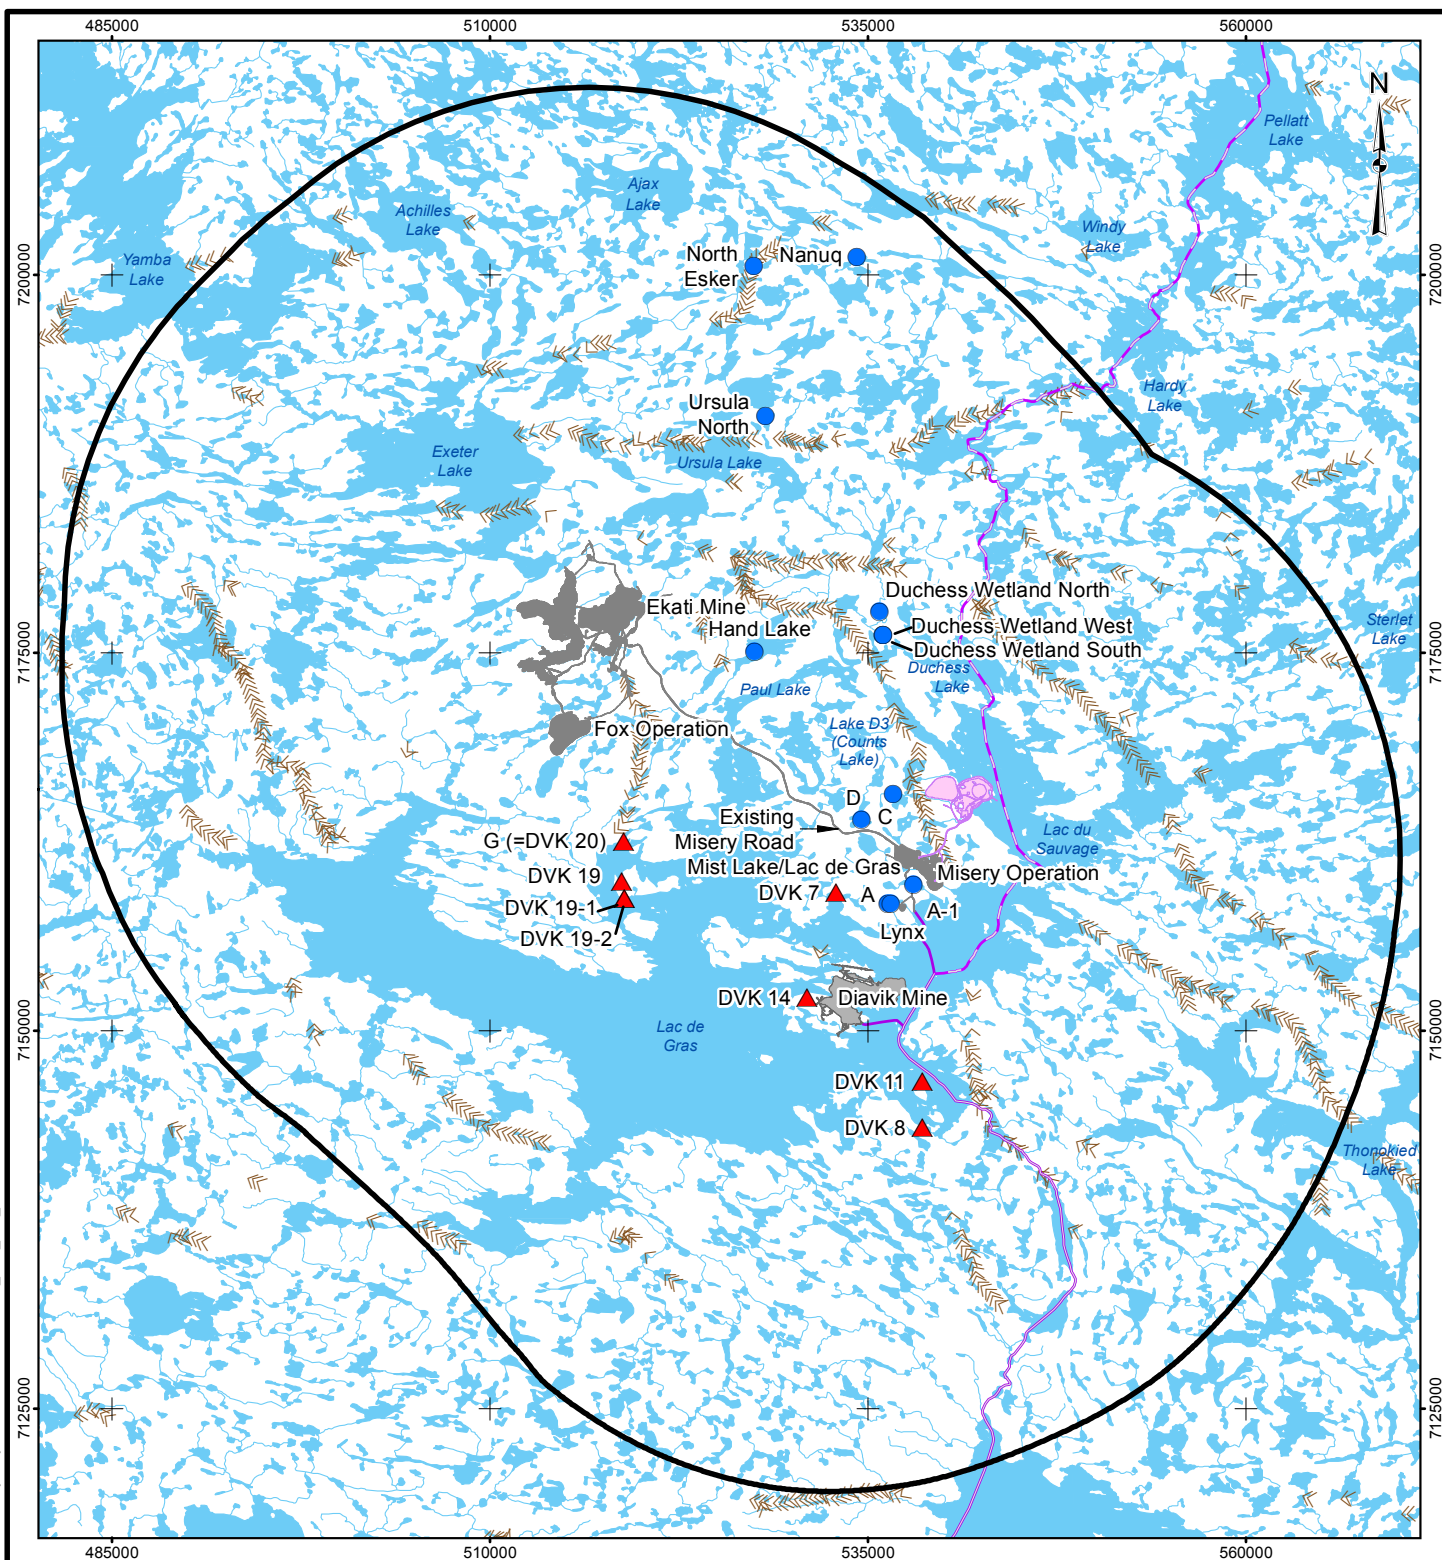 485000
510000
535000
560000
N
Pellatt
Lake
Ajax
Lake
Achilles
Lake
Windy
Lake
Yamba
Lake
North
Esker
Nanuq
7200000
7200000
Hardy
Lake
Ursula
North
Exeter
Lake
Ursula Lake
Ekati Mine
Hand Lake
Duchess Wetland North
Duchess Wetland West
Duchess Wetland South
Duchess
Lake
Sterlet
Lake
7175000
7175000
Paul Lake
Fox Operation
Lake D3
(Counts
Lake)
D
C
Existing
Misery Road
Lac du
Sauvage
G (=DVK 20)
Mist Lake/Lac de Gras
Misery Operation
DVK 19
DVK 7
A
A-1
DVK 19-1
Lynx
DVK 19-2
DVK 14
Diavik Mine
Lac de
Gras
7150000
7150000
DVK 11
DVK 8
Thonokied
Lake
7125000
7125000
485000
510000
535000
560000